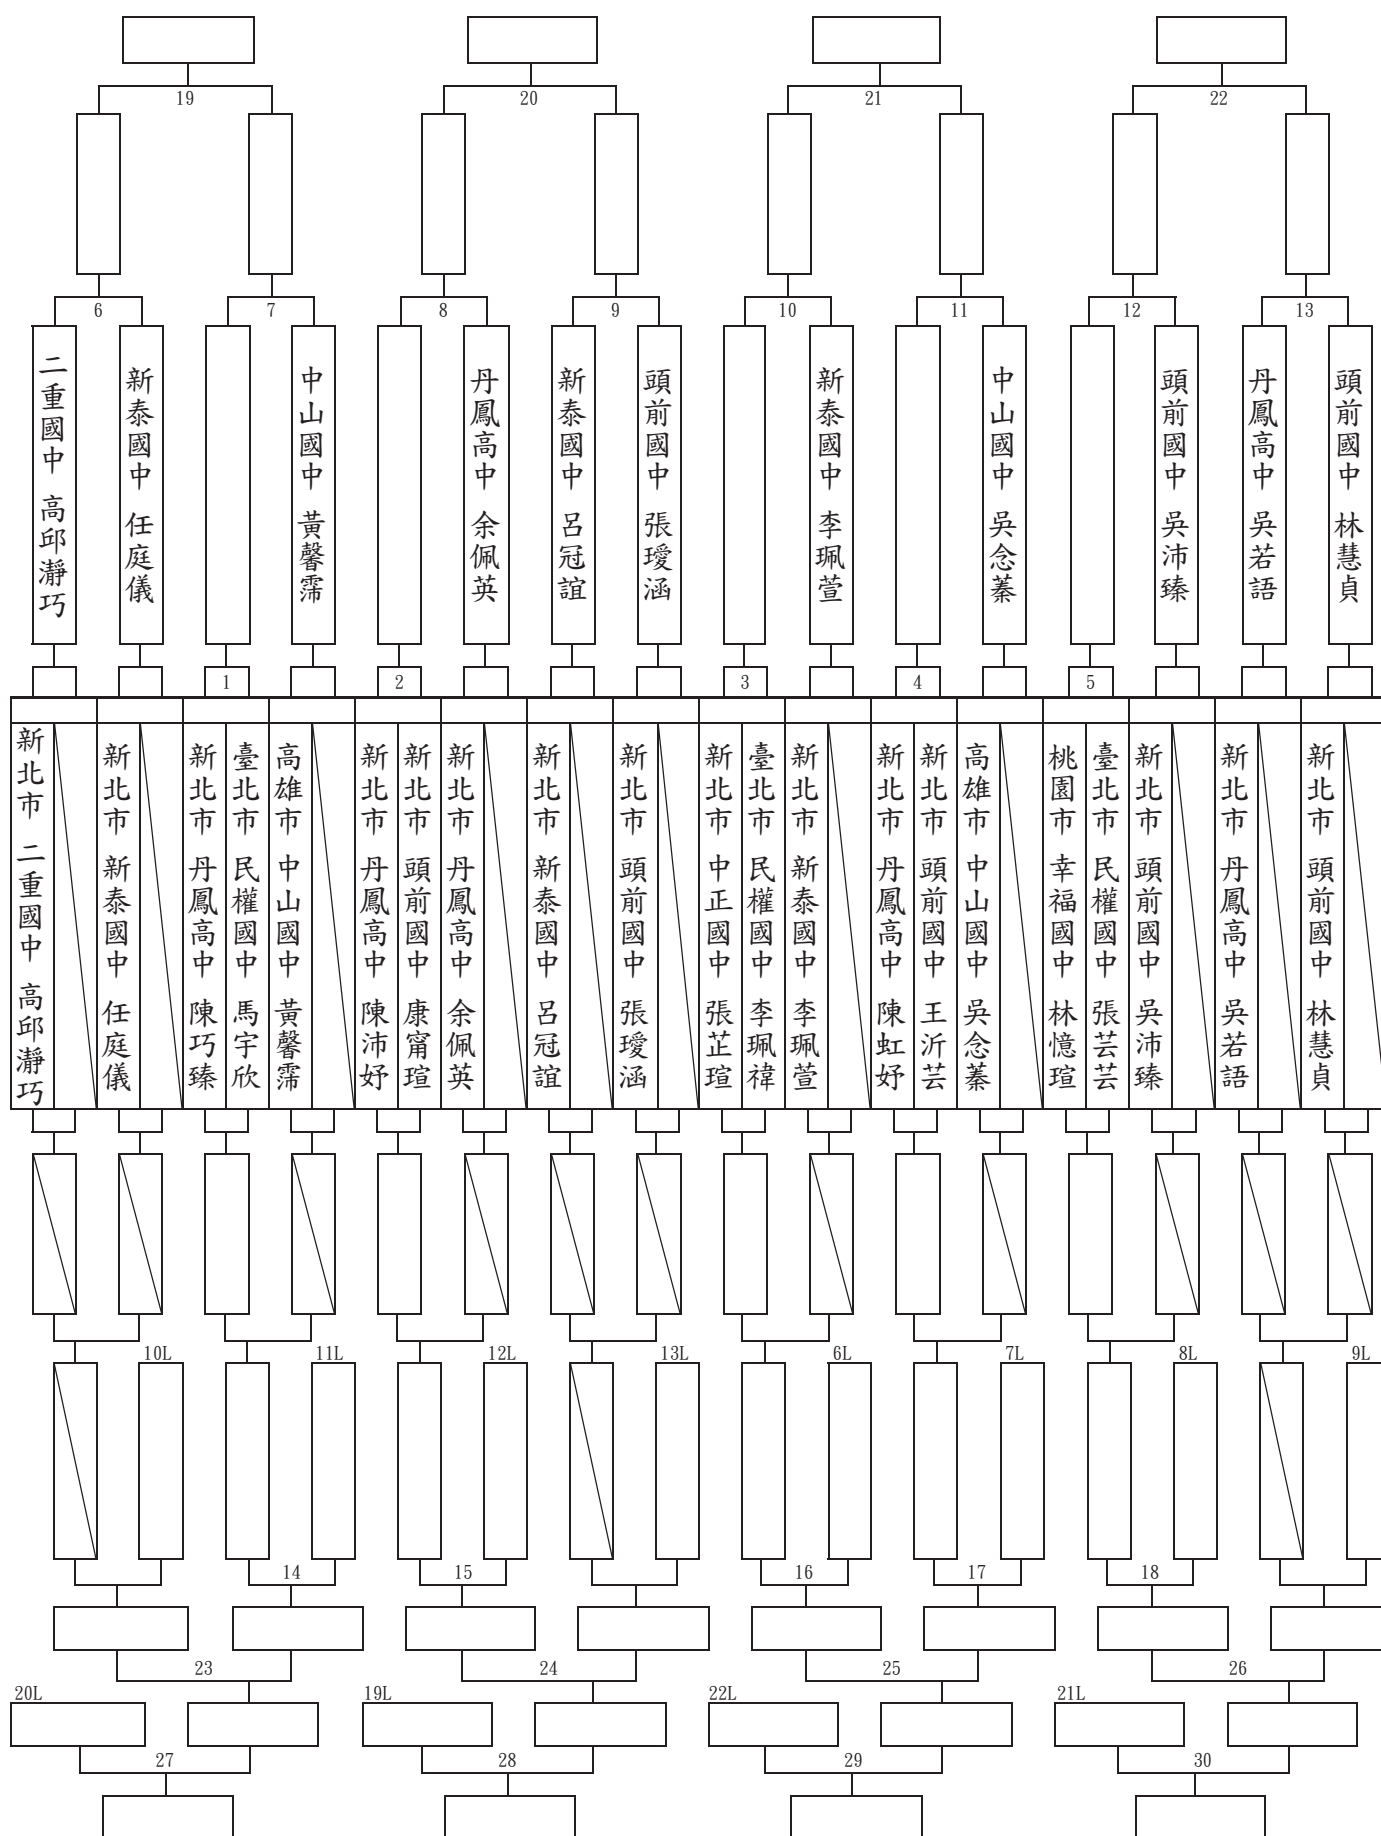 19
20
21
22
6
7
8
9
10
11
12
13
二重國中 高邱瀞巧
新泰國中 任庭儀
中山國中 黃馨霈
丹鳳高中 余佩英
新泰國中 呂冠誼
頭前國中 張璦涵
新泰國中 李珮萱
中山國中 吳念蓁
頭前國中 吳沛臻
丹鳳高中 吳若語
頭前國中 林慧貞
1
2
3
4
5
新北市 二重國中 高邱瀞巧
新北市 新泰國中 任庭儀
新北市 丹鳳高中 陳巧臻
臺北市 民權國中 馬宇欣
高雄市 中山國中 黃馨霈
新北市 丹鳳高中 陳沛妤
新北市 頭前國中 康甯瑄
新北市 丹鳳高中 余佩英
新北市 新泰國中 呂冠誼
新北市 頭前國中 張璦涵
新北市 中正國中 張芷瑄
臺北市 民權國中 李珮禕
新北市 新泰國中 李珮萱
新北市 丹鳳高中 陳虹妤
新北市 頭前國中 王沂芸
高雄市 中山國中 吳念蓁
桃園市 幸福國中 林憶瑄
臺北市 民權國中 張芸芸
新北市 頭前國中 吳沛臻
新北市 丹鳳高中 吳若語
新北市 頭前國中 林慧貞
10L
11L
12L
13L
6L
7L
8L
9L
14
15
16
17
18
23
24
25
26
20L
19L
22L
21L
27
28
29
30